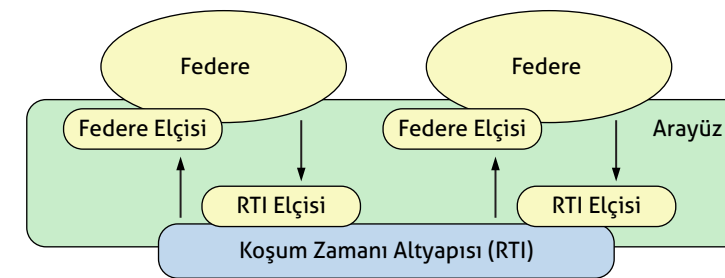 Federe
Federe
Federe Elçisi
Federe Elçisi
Arayüz
RTI Elçisi
RTI Elçisi
Koşum Zamanı Altyapısı (RTI)